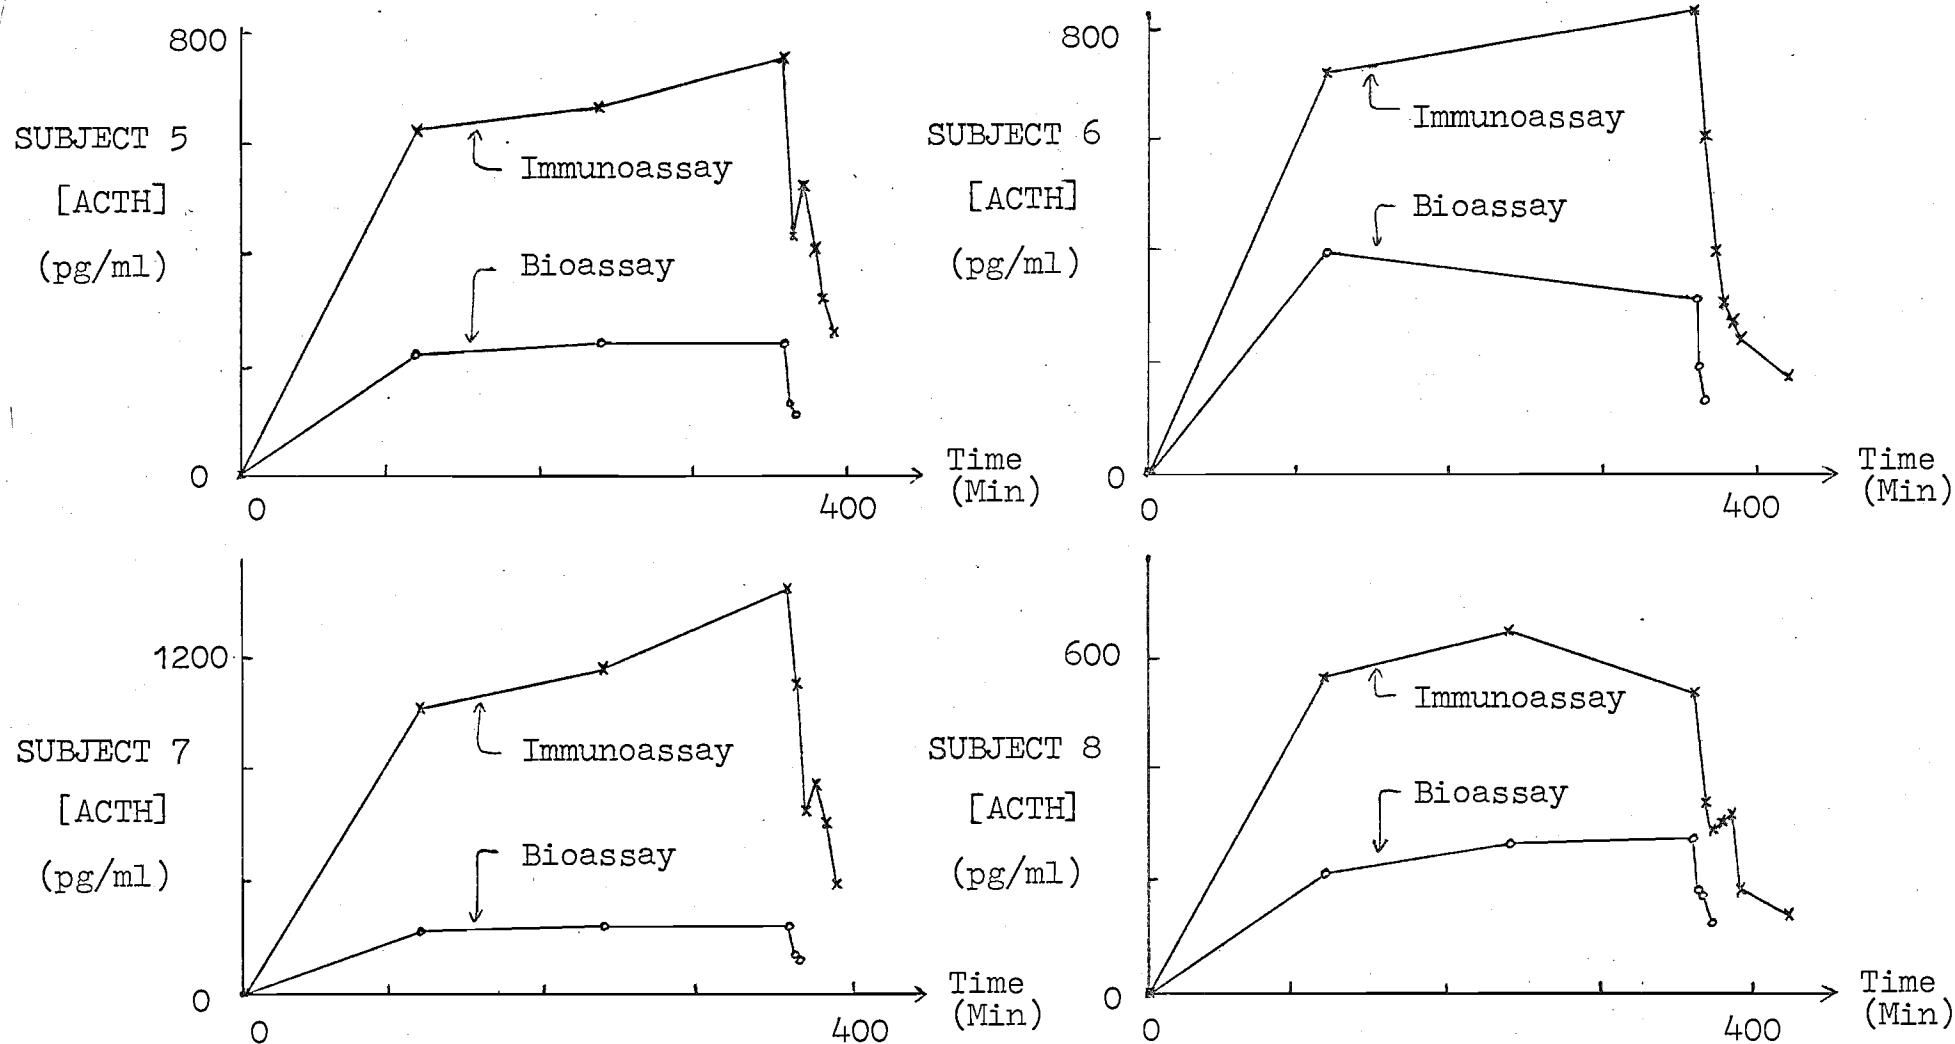 800
SUBJECT 5
[ACTH]
(pg/ml)
Immunoassay
Bioassay
0
0
400
Time
(Min)
800
SUBJECT 6
[ACTH]
(pg/ml)
Immunoassay
Bioassay
0
0
400
Time
(Min)
1200
SUBJECT 7
[ACTH]
(pg/ml)
Immunoassay
Bioassay
0
0
400
Time
(Min)
600
SUBJECT 8
[ACTH]
(pg/ml)
Immunoassay
Bioassay
0
0
400
Time
(Min)